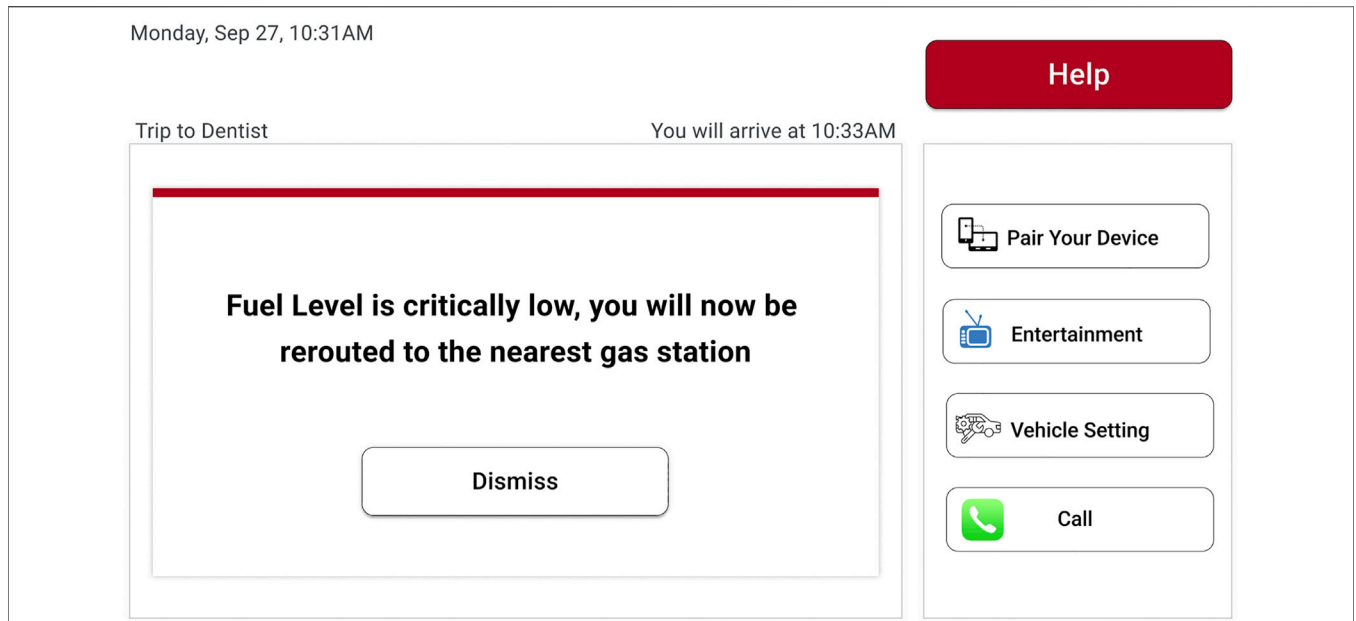 Monday, Sep 27, 10:31AM
Help
Trip to Dentist
You will arrive at 10:33AM
Fuel Level is critically low, you will now be
rerouted to the nearest gas station
Dismiss
Pair Your Device
Entertainment
Vehicle Setting
Call